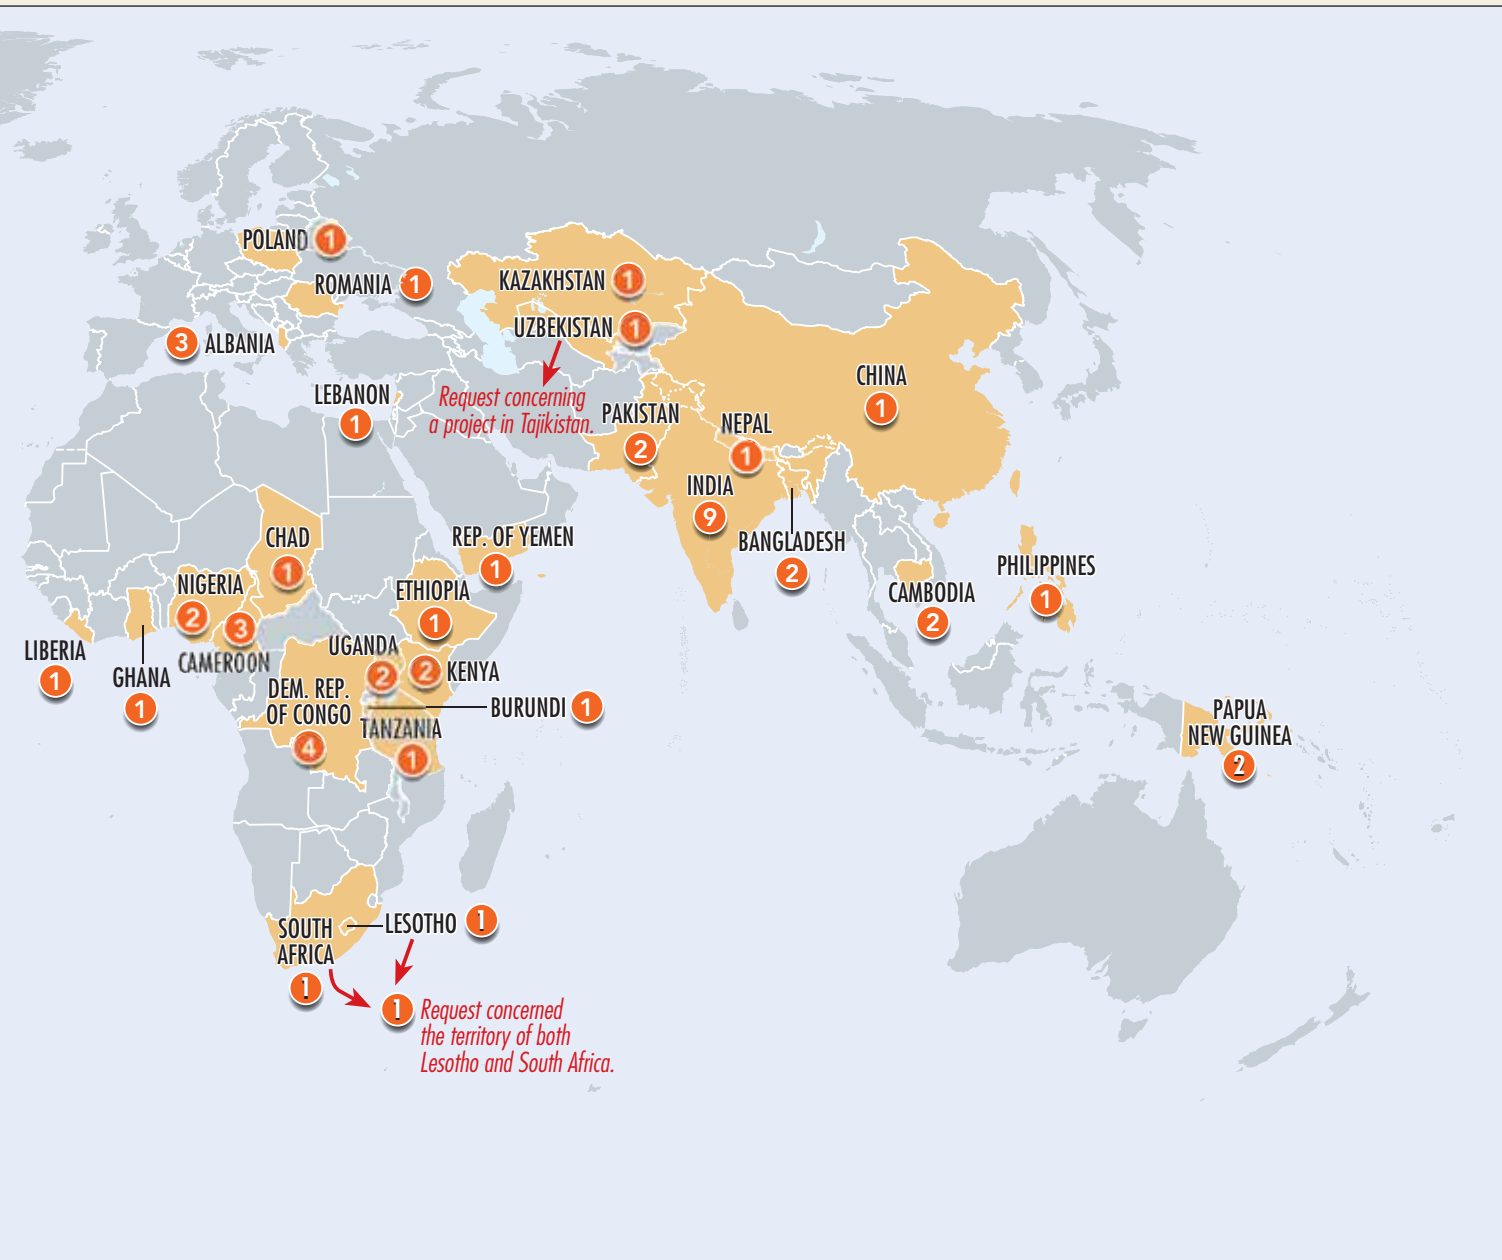 POLAND 1
ROMANIA 1
KAZAKHSTAN 1
UZBEKISTAN 1
3 ALBANIA
Request concerning
a project in Tajikistan.
LEBANON
1
CHINA
1
PAKISTAN
2
NEPAL
1
INDIA
9
BANGLADESH
2
CHAD
1
REP. OF YEMEN
1
NIGERIA
2
3
CAMEROON
ETHIOPIA
1
PHILIPPINES
1
CAMBODIA
2
LIBERIA
1
GHANA
1
UGANDA
2
2 KENYA
DEM. REP.
OF CONGO
4
BURUNDI 1
TANZANIA
1
PAPUA
NEW GUINEA
2
SOUTH
AFRICA
1
LESOTHO 1
1 Request concerned
the territory of both
Lesotho and South Africa.